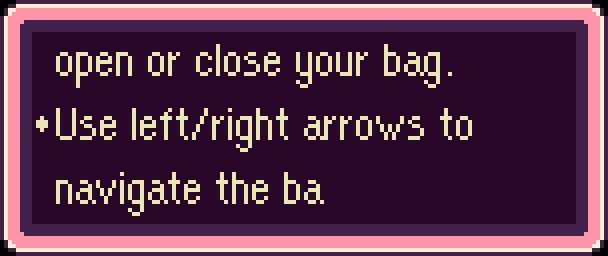 open or close your bag.
•Use left/right arrows to
navigate the ba